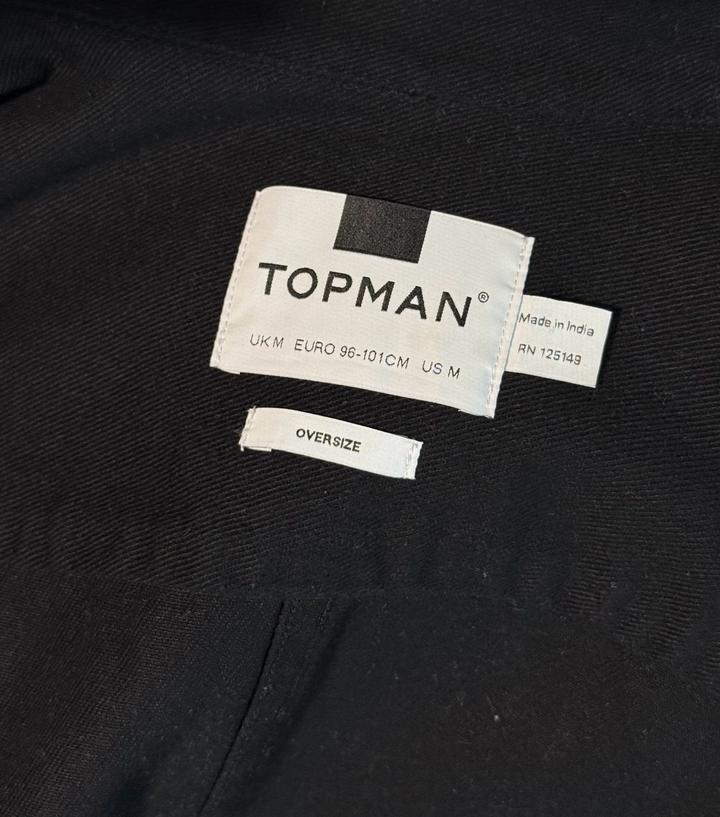 TOPMAN®
UK M EURO 96-101CM US M
Made in India
RN 125149
OVERSIZE